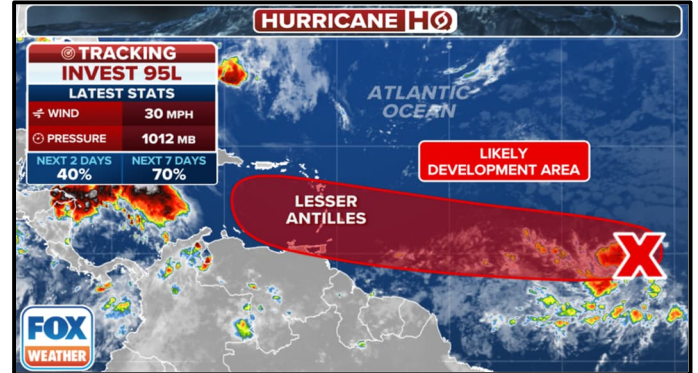 HURRICANE HQ
TRACKING
INVEST 95L
LATEST STATS
WIND 30 MPH
PRESSURE 1012 MB
NEXT 2 DAYS NEXT 7 DAYS
40% 70%
ATLANTIC
OCEAN
LIKELY
DEVELOPMENT AREA
LESSER
ANTILLES
X
FOX
WEATHER